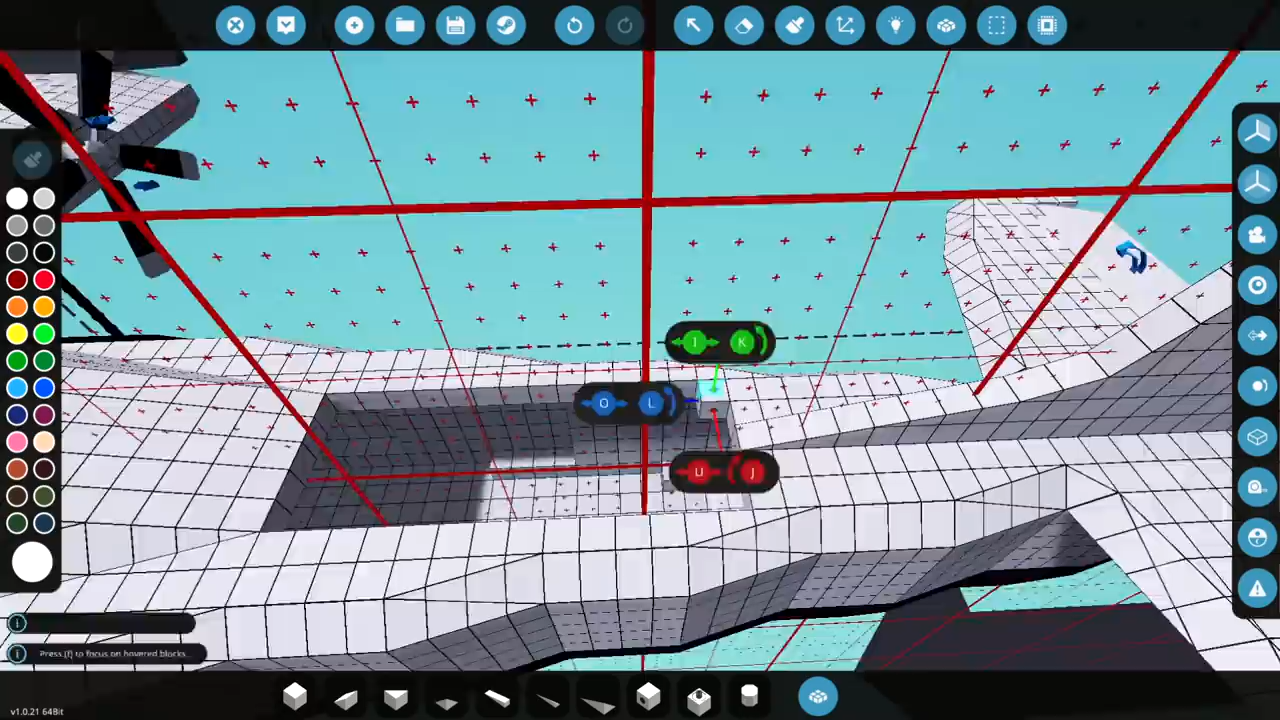 I K
O L
U J
Press [f] to focus on hovered blocks.
v1.0.21 64Bit